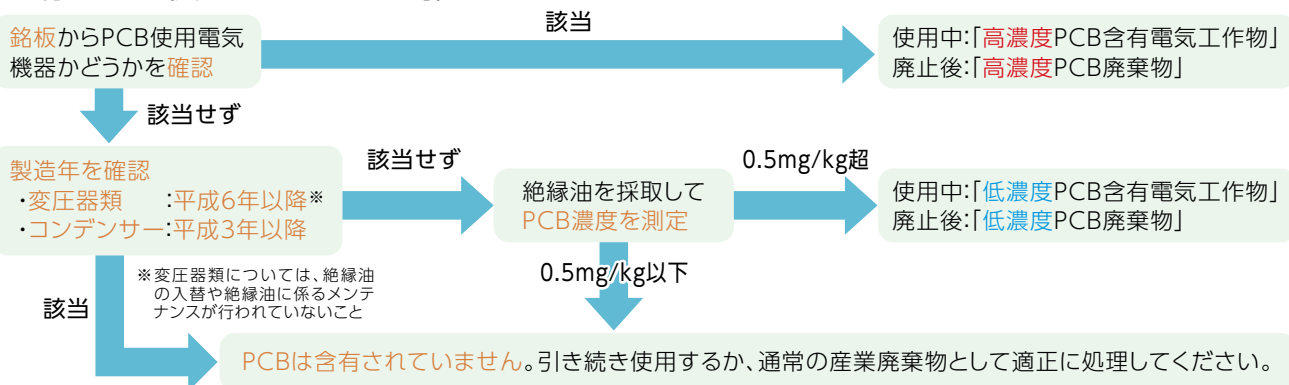 該当
銘板からPCB使用電気
機器かどうかを確認
使用中:「高濃度PCB含有電気工作物」
廃止後:「高濃度PCB廃棄物」
該当せず
製造年を確認
・変圧器類　:平成6年以降※
・コンデンサー:平成3年以降
該当せず
絶縁油を採取して
PCB濃度を測定
0.5mg/kg超
使用中:「低濃度PCB含有電気工作物」
廃止後:「低濃度PCB廃棄物」
0.5mg/kg以下
※変圧器類については、絶縁油
の入替や絶縁油に係るメンテ
ナンスが行われていないこと
該当
PCBは含有されていません。引き続き使用するか、通常の産業廃棄物として適正に処理してください。